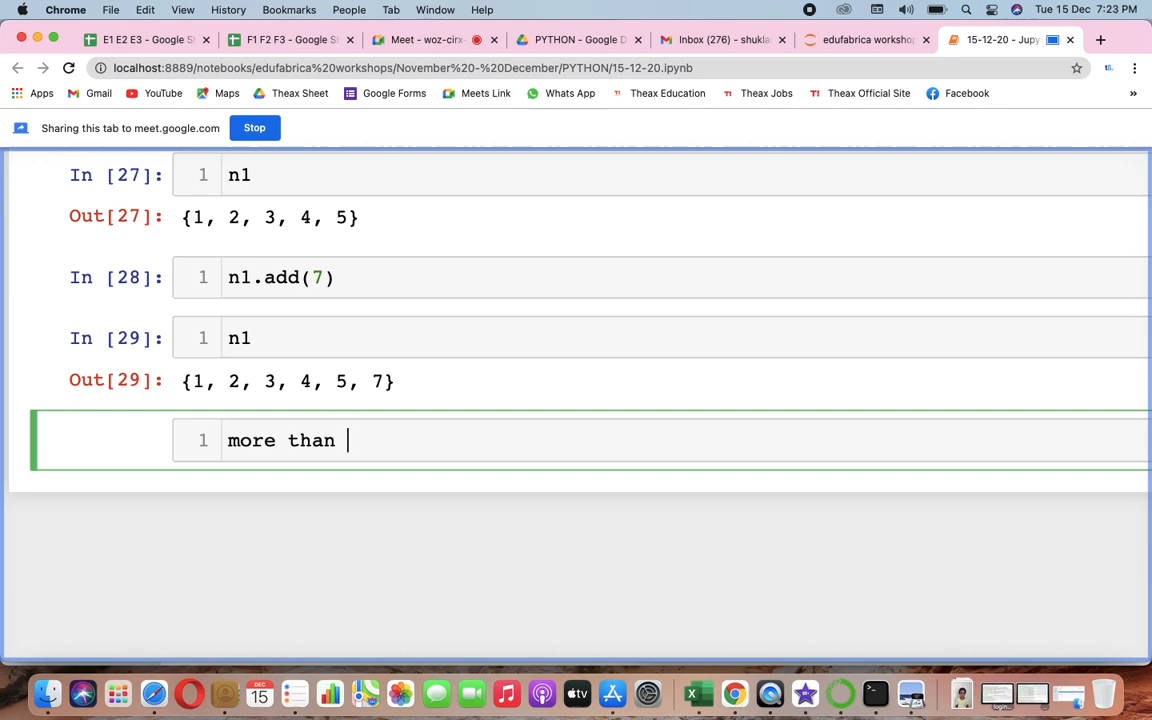 Chrome File Edit View History Bookmarks People Tab Window Help Tue 15 Dec 7:23 PM
E1 E2 E3 - Google S F1 F2 F3 - Google S Meet - woz-cirx- PYTHON - Google D Inbox (276) - shukla. edufabrica worksho 15-12-20 - Jupy
localhost:8889/notebooks/edufabrica%20workshops/November%20-%20December/PYTHON/15-12-20.ipynb
Apps Gmail YouTube Maps Theax Sheet Google Forms Meets Link Whats App Theax Education Theax Jobs Theax Official Site Facebook »
Sharing this tab to meet.google.com Stop
In [27]: 1 n1
Out[27]: {1, 2, 3, 4, 5}
In [28]: 1 n1.add(7)
In [29]: 1 n1
Out[29]: {1, 2, 3, 4, 5, 7}
1 more than
DEC
15
tv